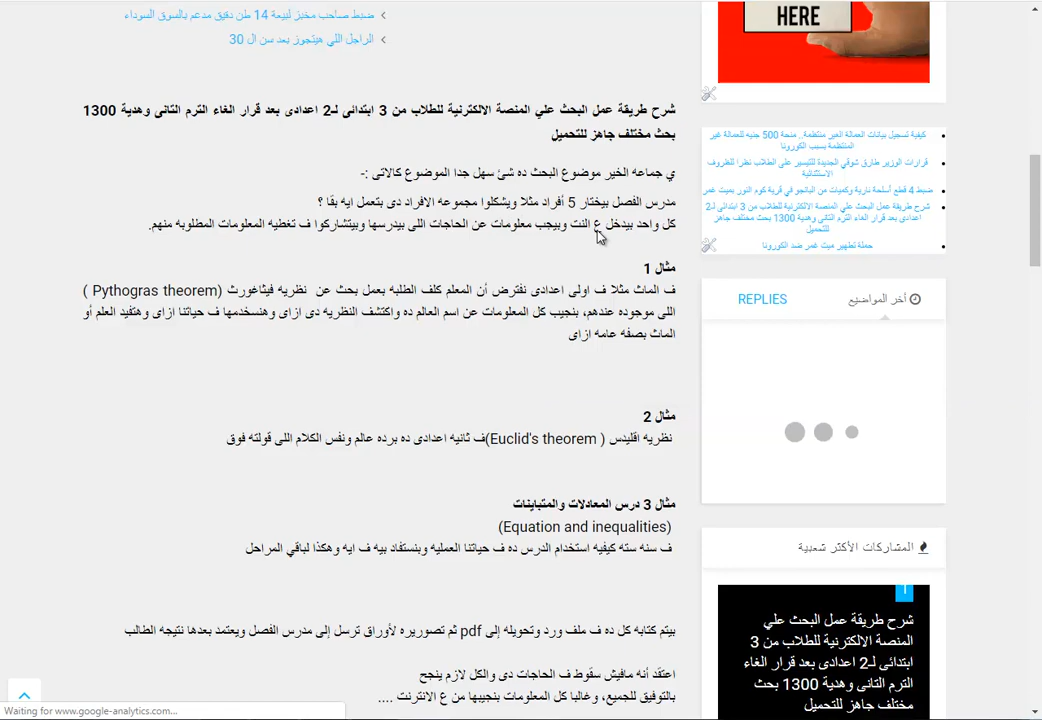 ضبط صاحب مخبز لبيعة 14 طن دقيق مدعم بالسوق السوداء
الراجل اللي هيتجوز بعد سن ال 30
شرح طريقة عمل البحث علي المنصة الالكترنية للطلاب من 3 ابتدائى لـ2 اعدادى بعد قرار الغاء الترم التانى وهدية 1300
بحث مختلف جاهز للتحميل
ي جماعه الخير موضوع البحث ده شئ سهل جدا الموضوع كالاتى :-
مدرس الفصل بيختار 5 أفراد مثلا ويشكلوا مجموعه الافراد دى بتعمل ايه بقا ؟
كل واحد بيدخل ع النت وبيجب معلومات عن الحاجات اللى بيدرسها وبيتشاركوا ف تغطيه المعلومات المطلوبه منهم.
مثال 1
ف الماث مثلا ف اولى اعدادى نفترض أن المعلم كلف الطلبه بعمل بحث عن نظريه فيثاغورث (Pythogras theorem )
اللى موجوده عندهم، بنجيب كل المعلومات عن اسم العالم ده واكتشف النظريه دى ازاى وهنسخدمها ف حياتنا ازاى وهتفيد العلم أو
الماث بصفه عامه ازاى
مثال 2
نظريه اقليدس ( Euclid's theorem)ف ثانيه اعدادى ده برده عالم ونفس الكلام اللى قولته فوق
مثال 3 درس المعادلات والمتباينات
(Equation and inequalities)
ف سنه سته كيفيه استخدام الدرس ده ف حياتنا العمليه وبنستفاد بيه ف ايه وهكذا لباقي المراحل
بيتم كتابه كل ده ف ملف ورد وتحويله إلى pdf ثم تصوريره لأوراق ترسل إلى مدرس الفصل ويعتمد بعدها نتيجه الطالب
اعتقد أنه مافيش سقوط ف الحاجات دى والكل لازم ينجح
بالتوفيق للجميع، وغالبا كل المعلومات بنجيبها من ع الانترنت ....
HERE
كيفية تسجيل بيانات العمالة الغير منتظمة.. منحة 500 جنيه للعمالة غير
المنتظمة بسبب الكورونا
قرارات الوزير طارق شوقي الجديدة للتيسير على الطلاب نظرا للظروف
الاستثنائية
ضبط 4 قطع أسلحة نارية وكميات من البانجو في قرية كوم النور بميت غمر
شرح طريقة عمل البحث علي المنصة الالكترنية للطلاب من 3 ابتدائى لـ2
اعدادى بعد قرار الغاء الترم التانى وهدية 1300 بحث مختلف جاهز
للتحميل
حملة تطهير ميت غمر ضد الكورونا
أخر المواضيع
REPLIES
المشاركات الأكثر شعبية
1
شرح طريقة عمل البحث علي
المنصة الالكترنية للطلاب من 3
ابتدائى لـ2 اعدادى بعد قرار الغاء
الترم التانى وهدية 1300 بحث
مختلف جاهز للتحميل
Waiting for www.google-analytics.com...